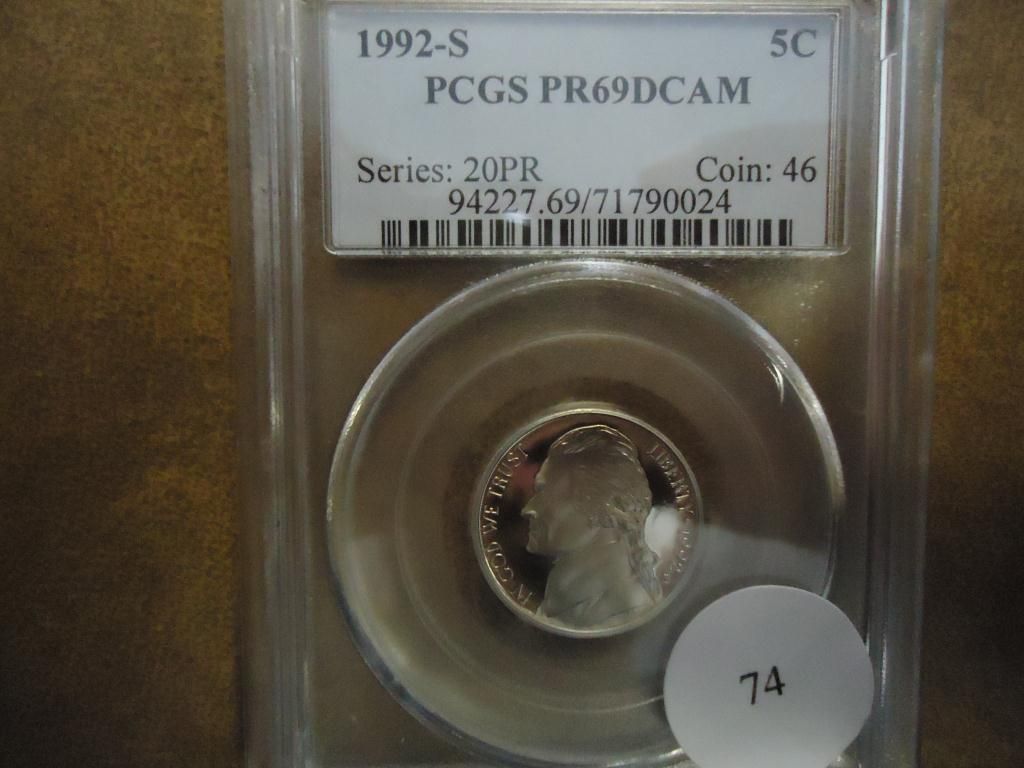 1992-S 5C
PCGS PR69DCAM
Series: 20PR Coin: 46
94227.69/71790024
IN GOD WE TRUST
LIBERTY
74